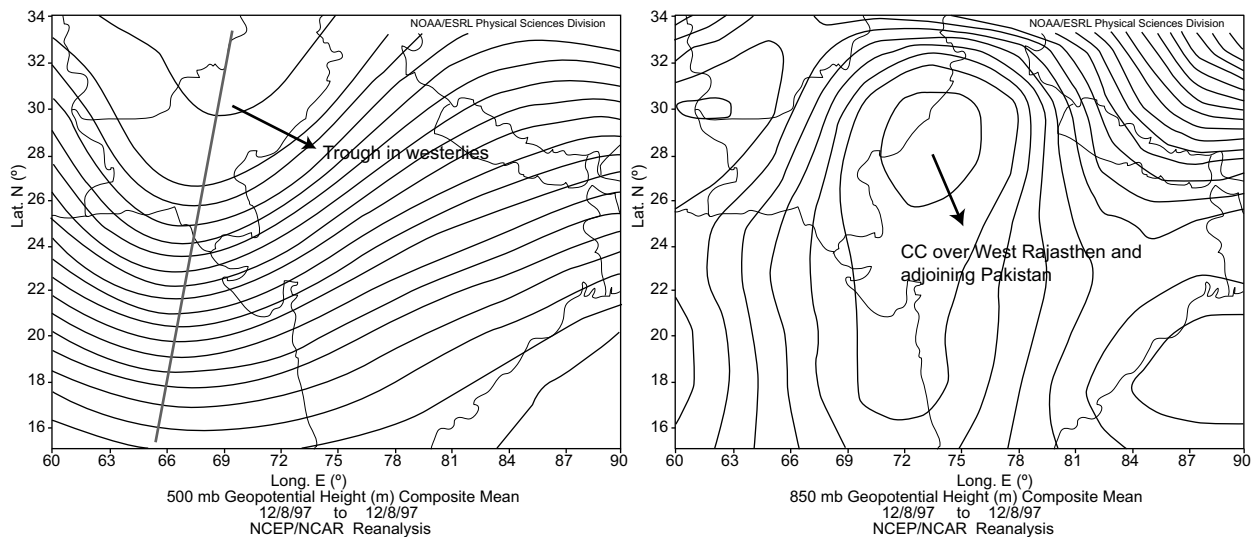 NOAA/ESRL Physical Sciences Division
34
32
30
28
26
24
22
20
18
16
Lat. N (º)
Trough in westerlies
60 63 66 69 72 75 78 81 84 87 90
Long. E (º)
500 mb Geopotential Height (m) Composite Mean
12/8/97 to 12/8/97
NCEP/NCAR Reanalysis
NOAA/ESRL Physical Sciences Division
34
32
30
28
26
24
22
20
18
16
Lat. N (º)
CC over West Rajasthen and
adjoining Pakistan
60 63 66 69 72 75 78 81 84 87 90
Long. E (º)
850 mb Geopotential Height (m) Composite Mean
12/8/97 to 12/8/97
NCEP/NCAR Reanalysis